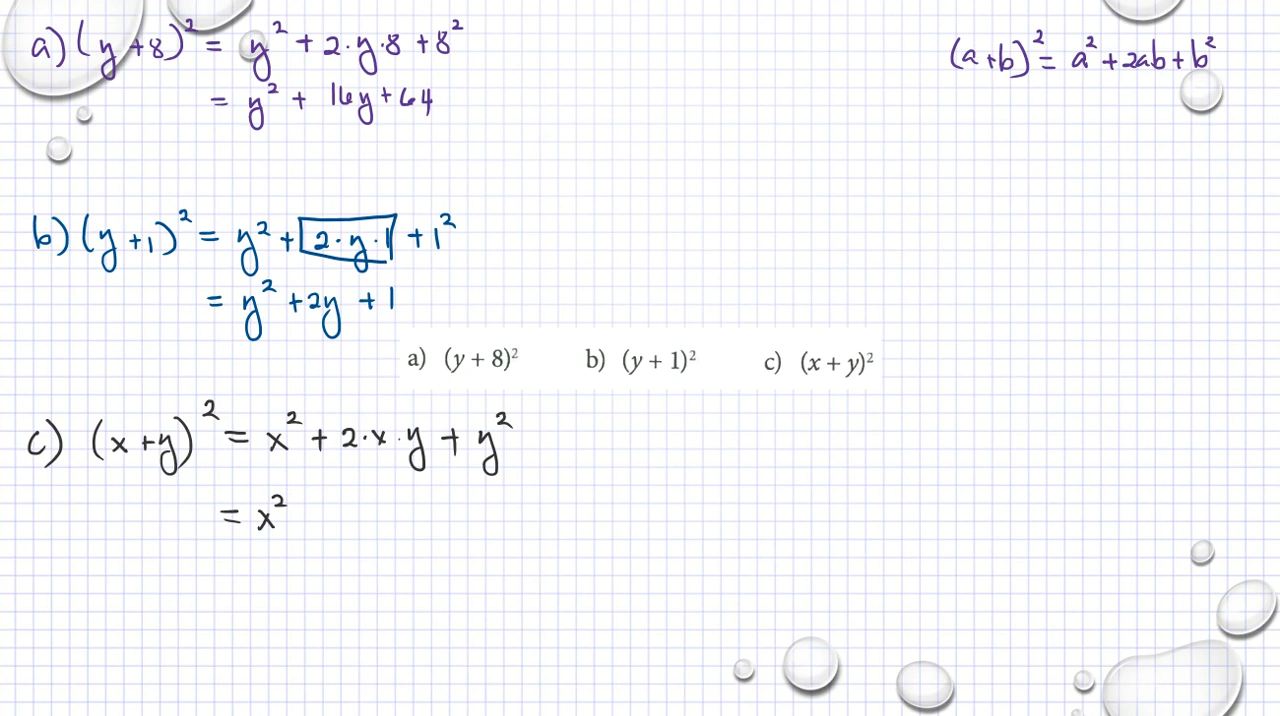 a) (y+8)² = y² + 2·y·8 + 8²
(a+b)² = a² + 2ab + b²
= y² + 16y + 64
b) (y+1)² = y² + 2·y·1 + 1²
= y² + 2y + 1
a) (y + 8)² b) (y + 1)² c) (x + y)²
c) (x+y)² = x² + 2·x·y + y²
= x²